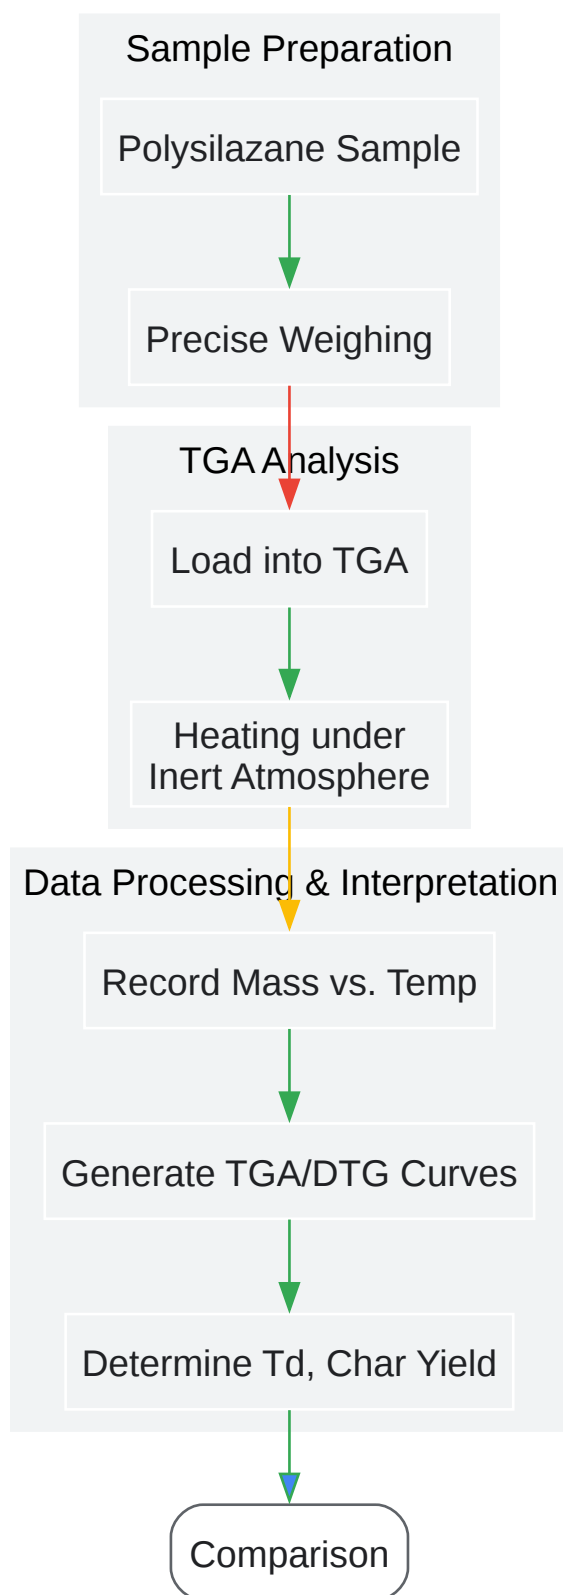 Sample Preparation
Polysilazane Sample
Precise Weighing
TGA Analysis
Load into TGA
Heating under
Inert Atmosphere
Data Processing & Interpretation
Record Mass vs. Temp
Generate TGA/DTG Curves
Determine Td, Char Yield
Comparison